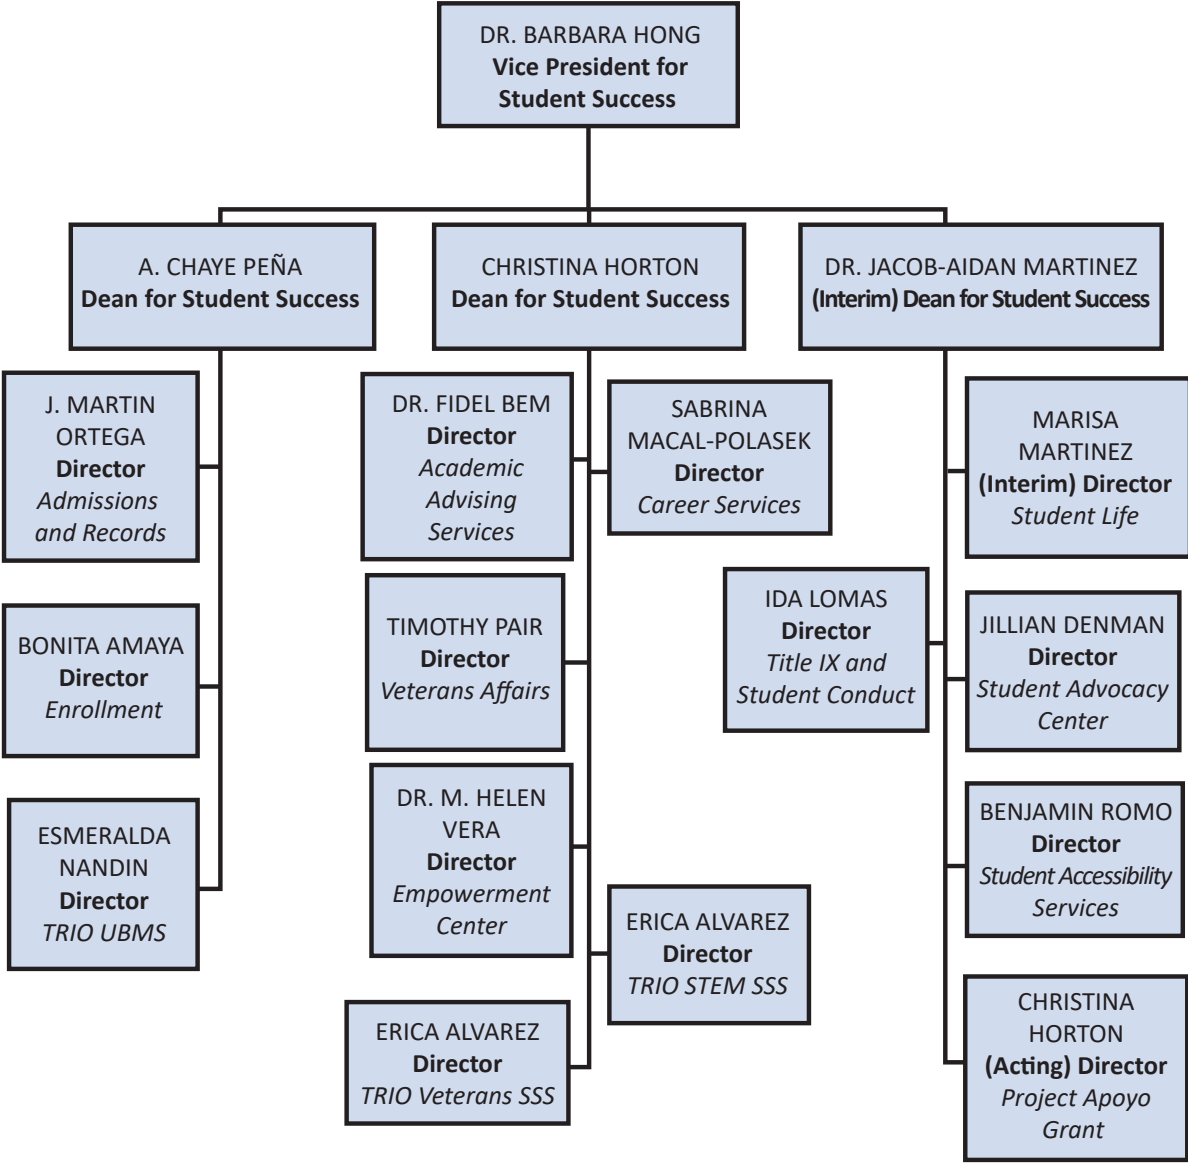 DR. BARBARA HONG
Vice President for
Student Success
A. CHAYE PEÑA
Dean for Student Success
CHRISTINA HORTON
Dean for Student Success
DR. JACOB-AIDAN MARTINEZ
(Interim) Dean for Student Success
J. MARTIN
ORTEGA
Director
Admissions
and Records
BONITA AMAYA
Director
Enrollment
ESMERALDA
NANDIN
Director
TRIO UBMS
DR. FIDEL BEM
Director
Academic
Advising
Services
SABRINA
MACAL-POLASEK
Director
Career Services
TIMOTHY PAIR
Director
Veterans Affairs
DR. M. HELEN
VERA
Director
Empowerment
Center
ERICA ALVAREZ
Director
TRIO STEM SSS
ERICA ALVAREZ
Director
TRIO Veterans SSS
MARISA
MARTINEZ
(Interim) Director
Student Life
IDA LOMAS
Director
Title IX and
Student Conduct
JILLIAN DENMAN
Director
Student Advocacy
Center
BENJAMIN ROMO
Director
Student Accessibility
Services
CHRISTINA
HORTON
(Acting) Director
Project Apoyo
Grant